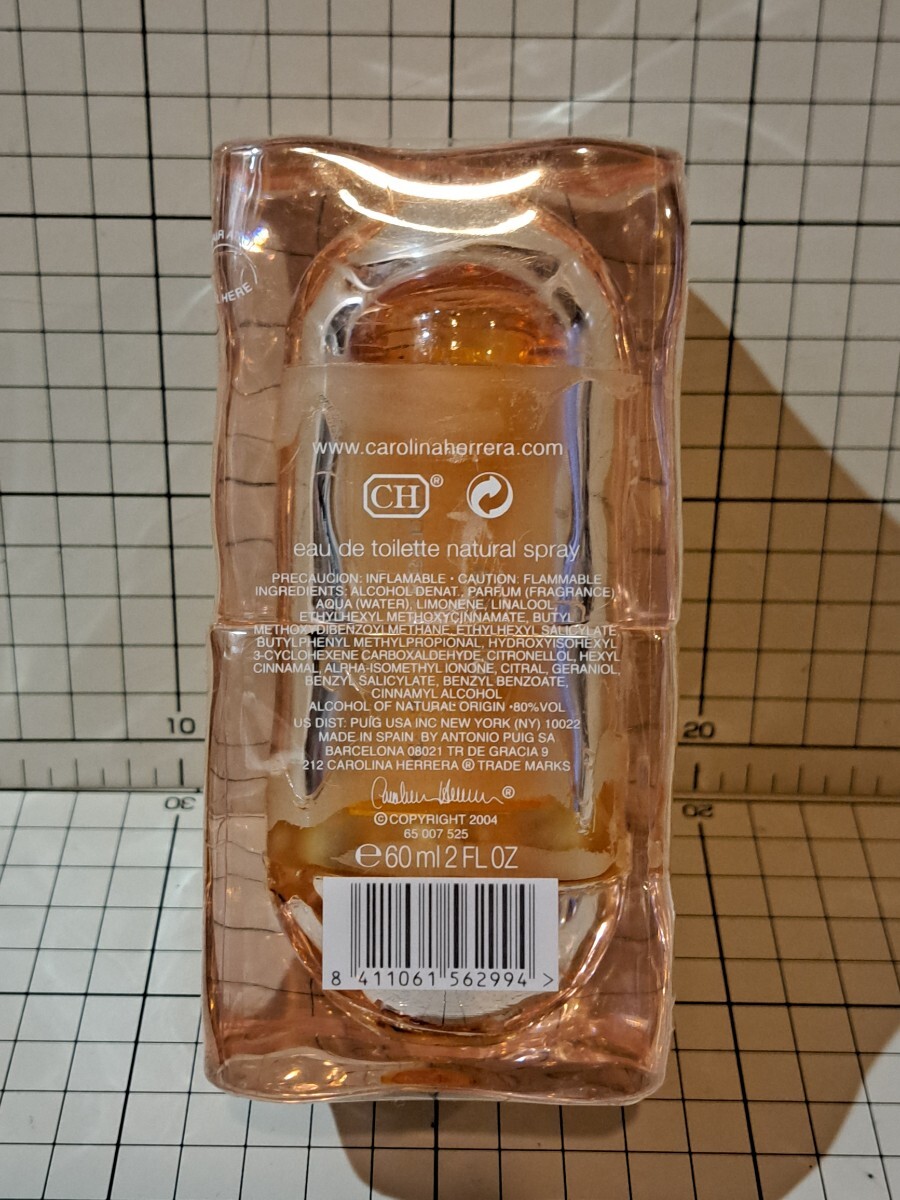 HERE
www.carolinaherrera.com
CH®
eau de toilette natural spray
PRECAUCION: INFLAMABLE · CAUTION: FLAMMABLE
INGREDIENTS: ALCOHOL DENAT., PARFUM (FRAGRANCE)
AQUA (WATER), LIMONENE, LINALOOL,
ETHYLHEXYL METHOXYCINNAMATE, BUTYL
METHOXYDIBENZOYLMETHANE, ETHYLHEXYL SALICYLATE,
BUTYLPHENYL METHYLPROPIONAL, HYDROXYISOHEXYL
3-CYCLOHEXENE CARBOXALDEHYDE, CITRONELLOL, HEXYL
CINNAMAL, ALPHA-ISOMETHYL IONONE, CITRAL, GERANIOL,
BENZYL SALICYLATE, BENZYL BENZOATE,
CINNAMYL ALCOHOL
ALCOHOL OF NATURAL ORIGIN ·80%VOL
US DIST: PUIG USA INC NEW YORK (NY) 10022
MADE IN SPAIN BY ANTONIO PUIG SA
BARCELONA 08021 TR DE GRACIA 9
212 CAROLINA HERRERA ® TRADE MARKS
Carolina Herrera ®
©COPYRIGHT 2004
65 007 525
℮60 ml 2 FL OZ
8 411061 562994 >
10
20
30
20